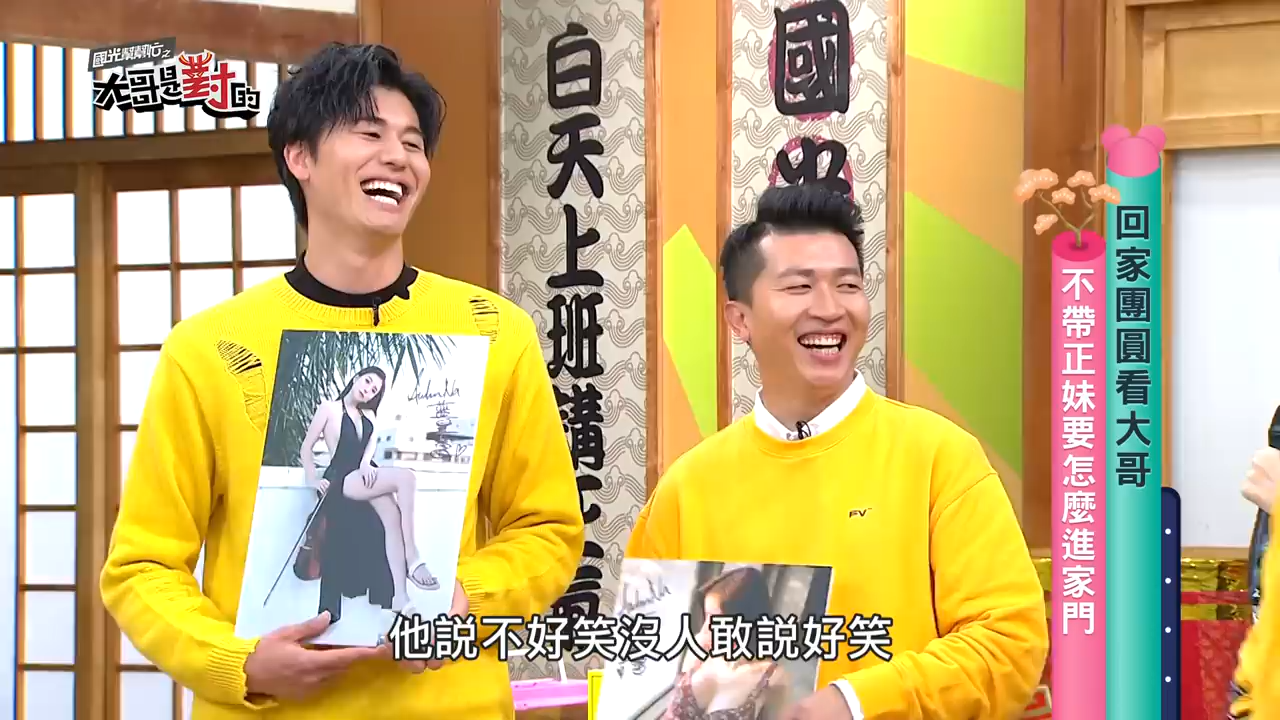 國光幫幫忙之
大哥是對的
白天上班講
國
回家團圓看大哥
不帶正妹要怎麼進家門
FV
他說不好笑沒人敢說好笑